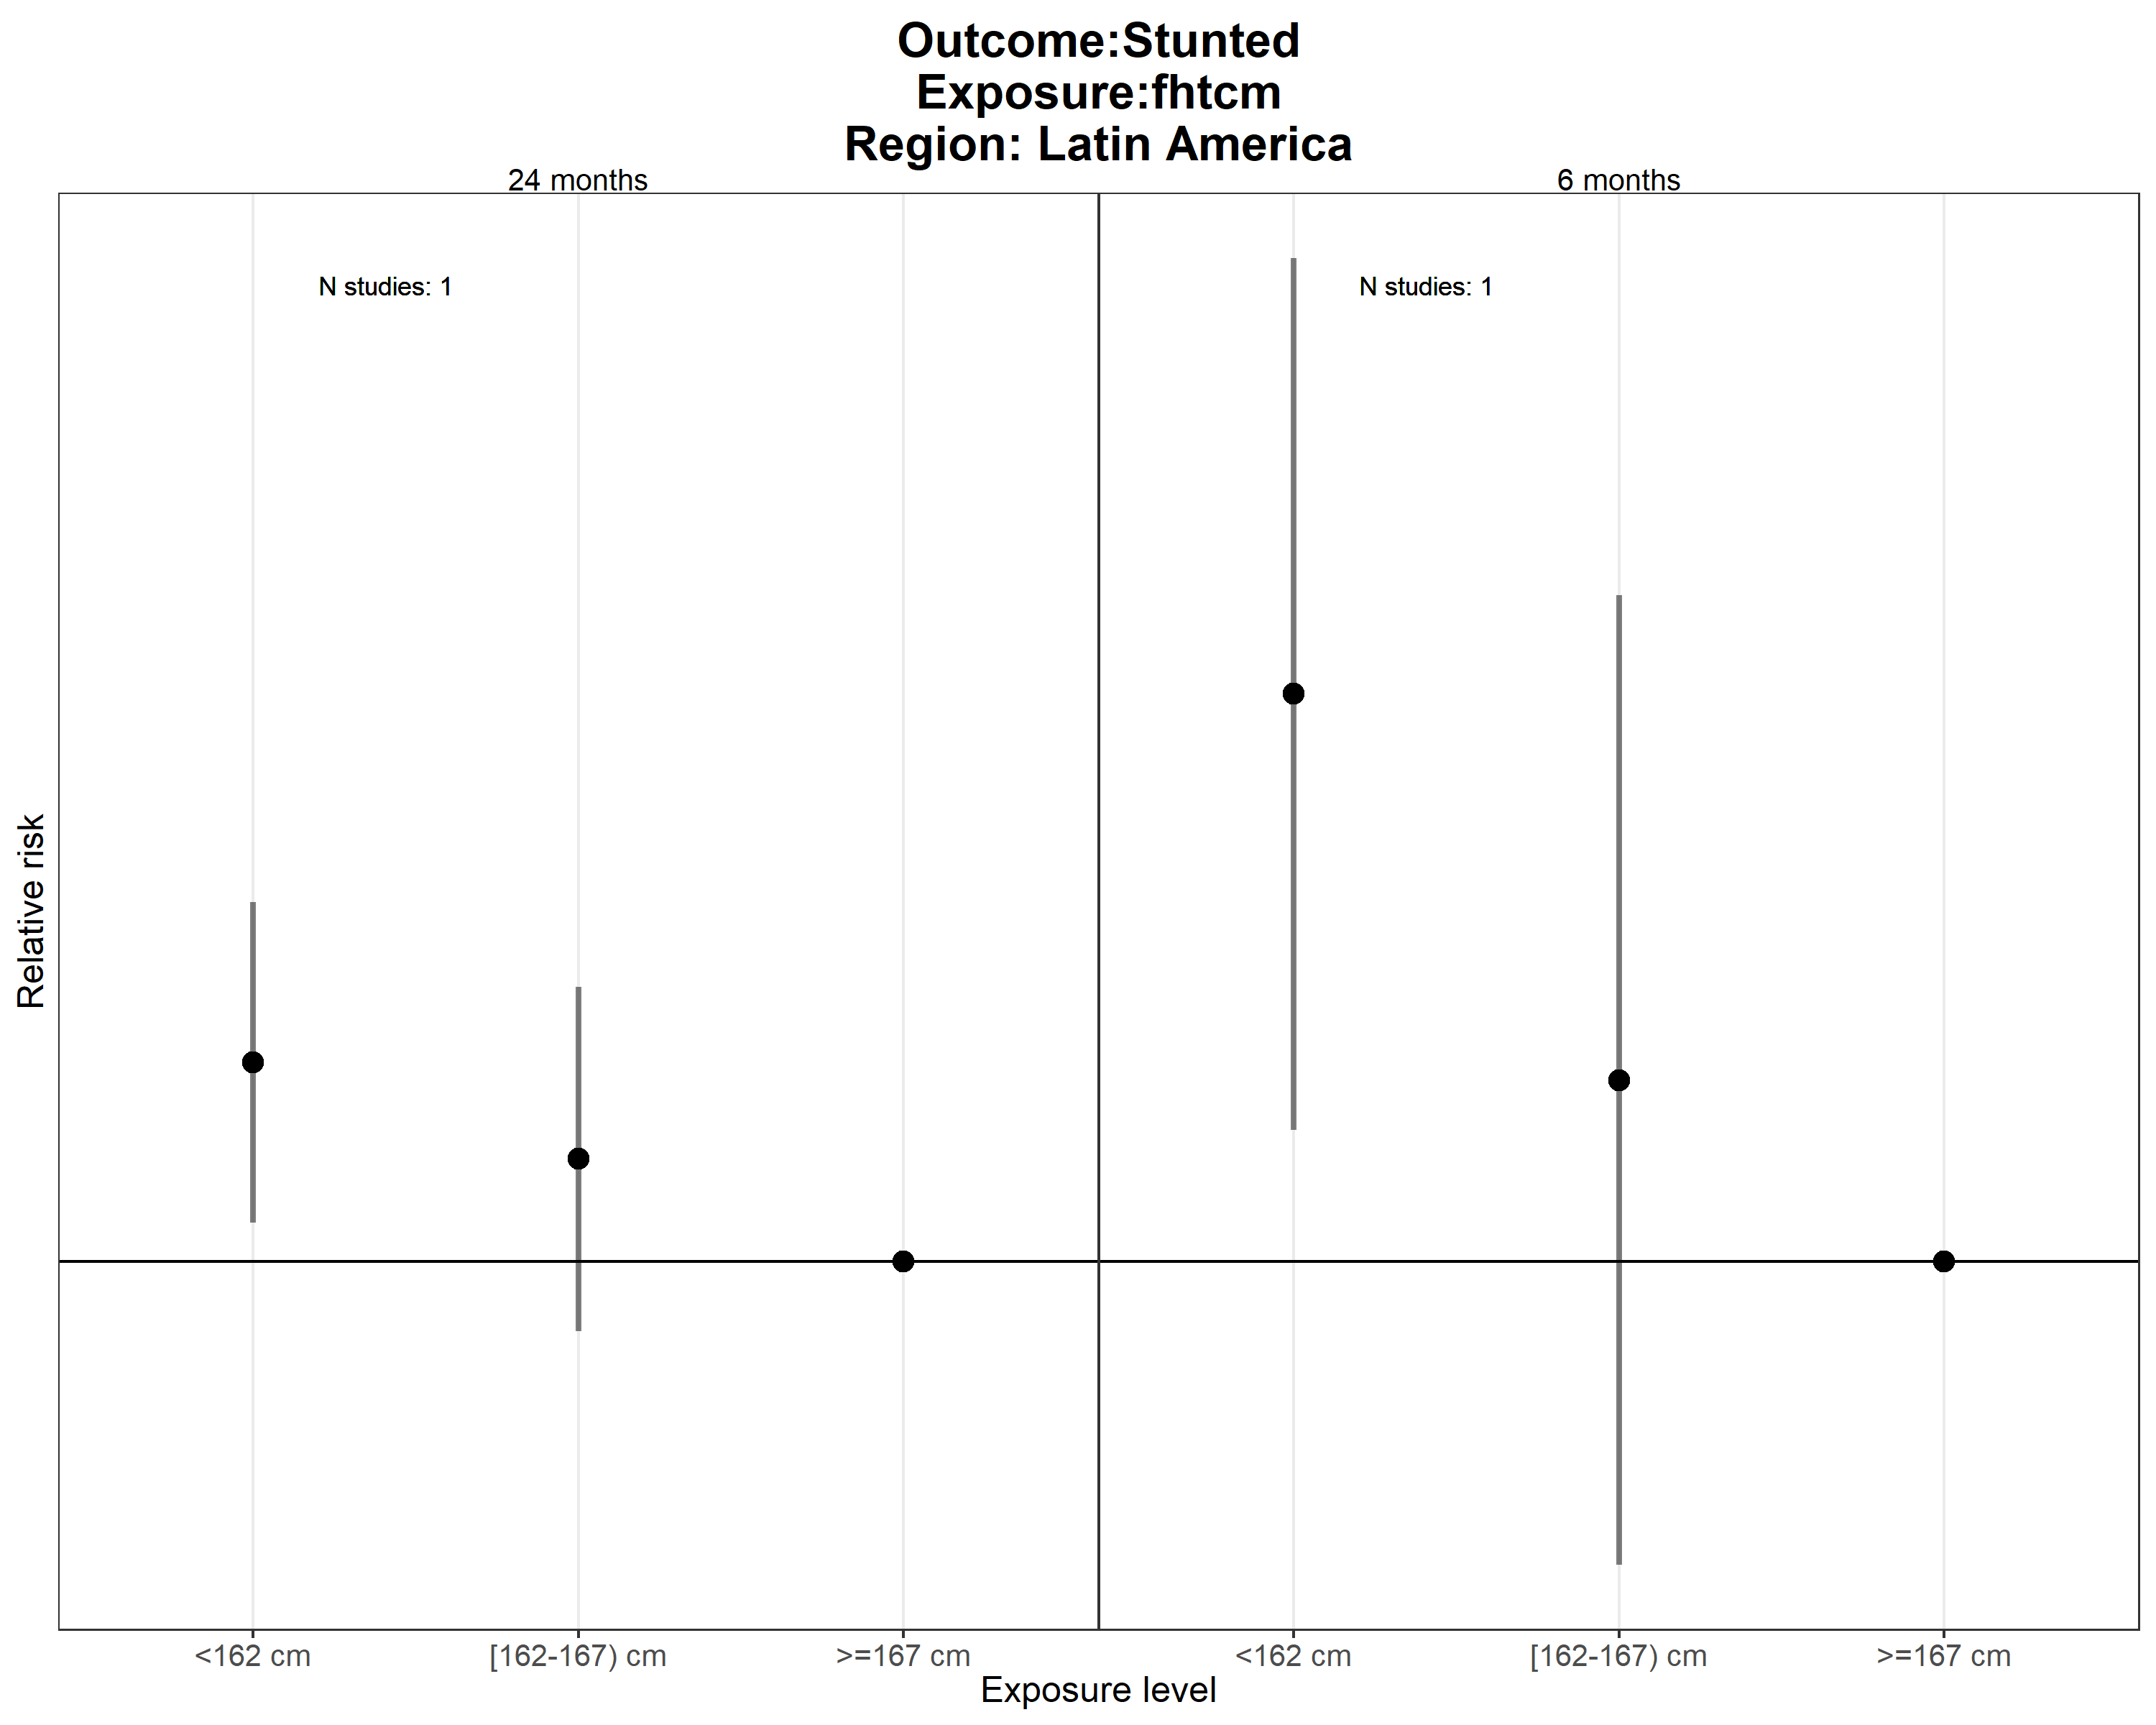 Outcome:Stunted
Exposure:fhtcm
Region: Latin America
24 months
6 months
N studies: 1
N studies: 1
Relative risk
<162 cm
[162-167) cm
>=167 cm
<162 cm
[162-167) cm
>=167 cm
Exposure level